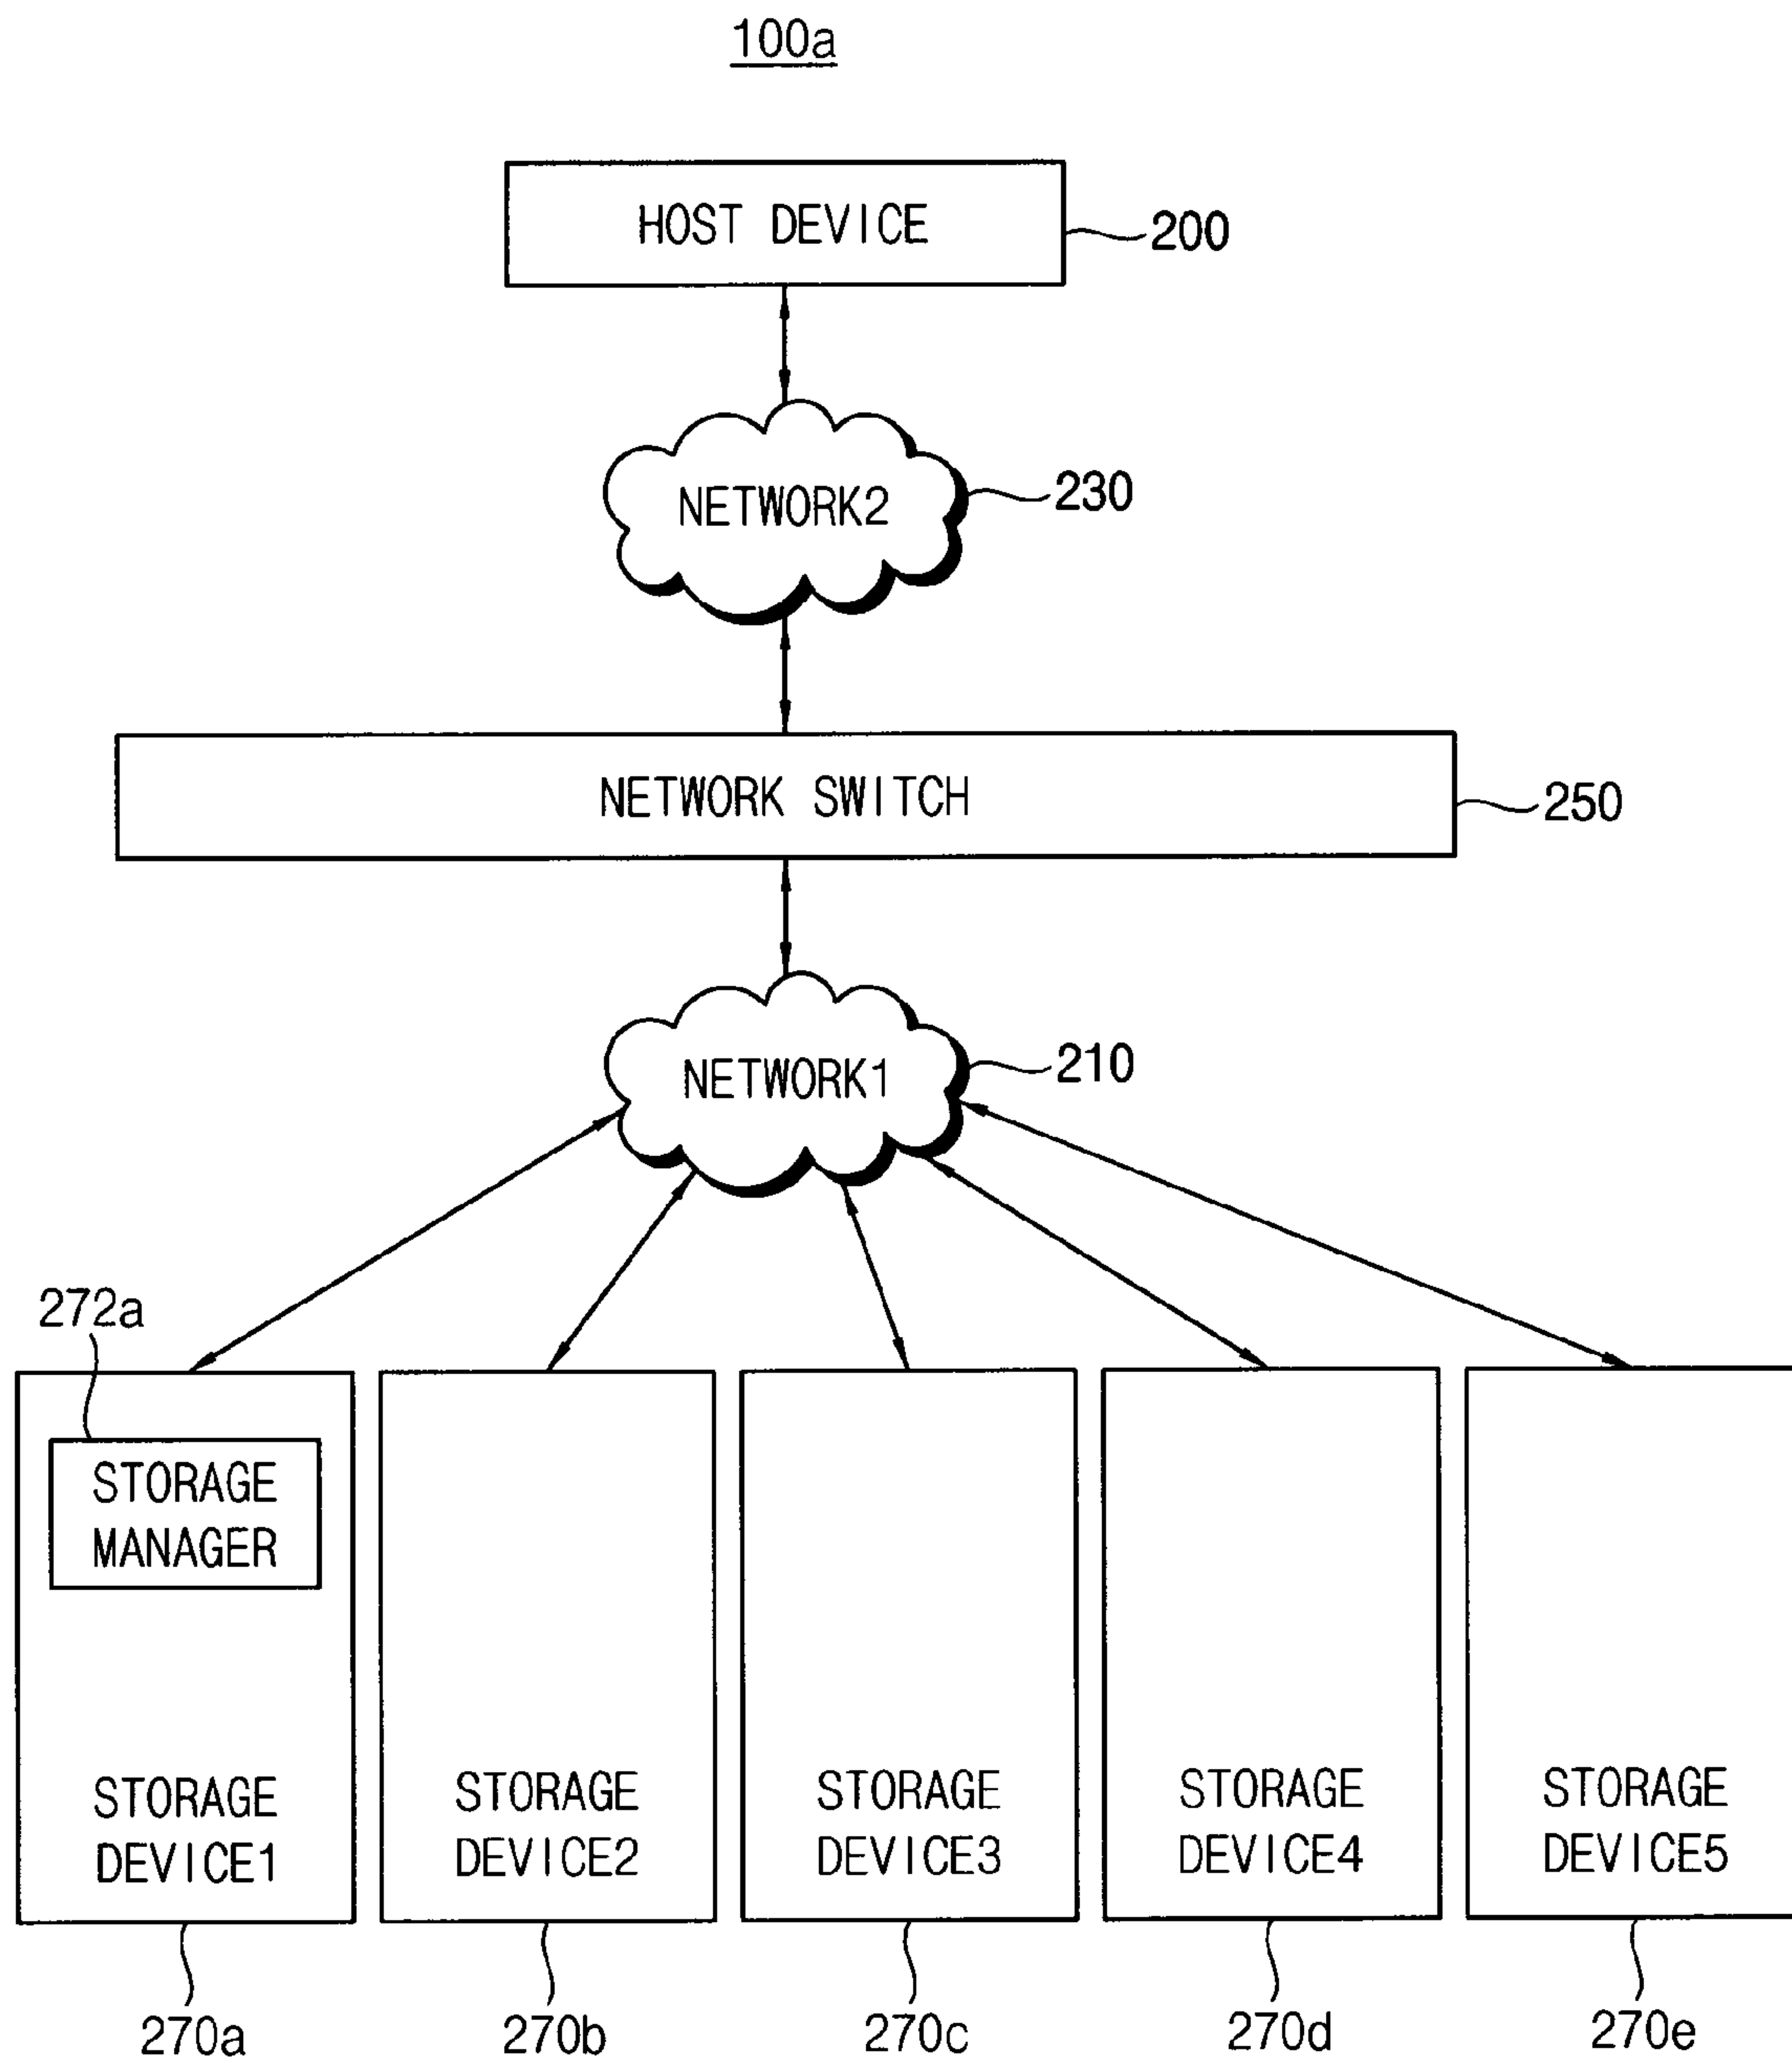 100a
HOST DEVICE
200
NETWORK2
230
NETWORK SWITCH
250
NETWORK1
210
272a
STORAGE
MANAGER
STORAGE
DEVICE1
STORAGE
DEVICE2
STORAGE
DEVICE3
STORAGE
DEVICE4
STORAGE
DEVICE5
270a
270b
270c
270d
270e